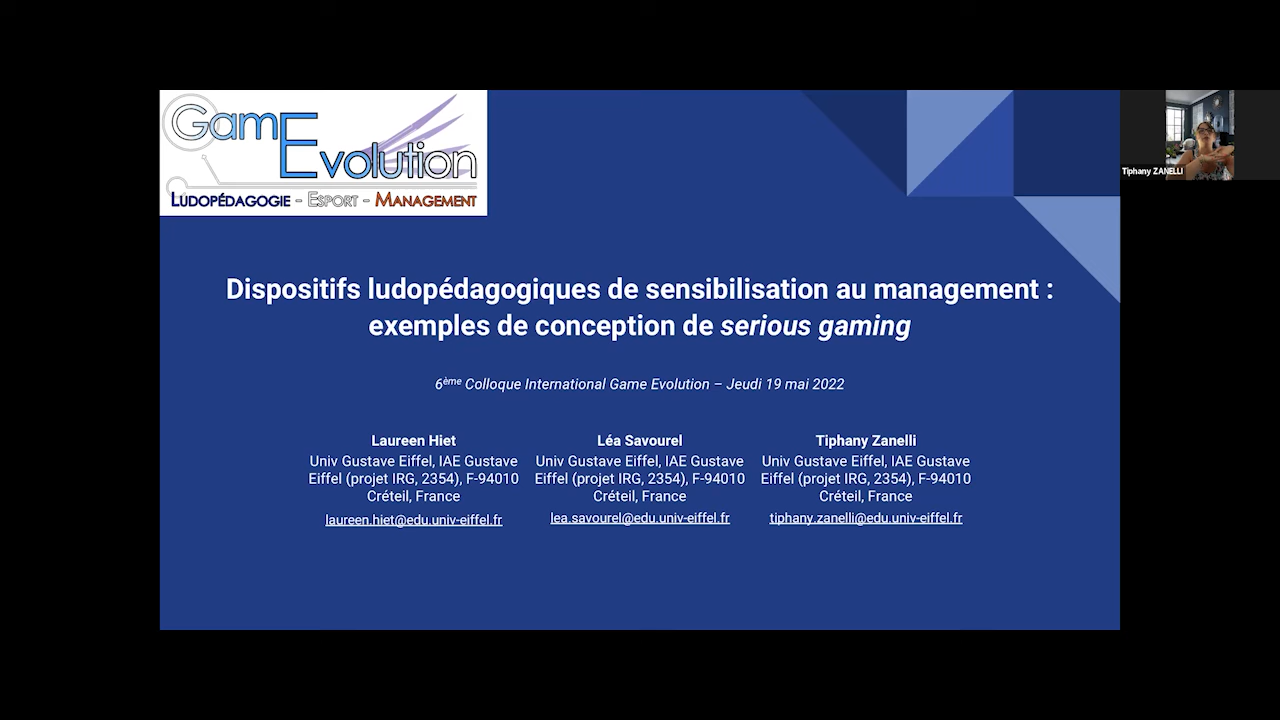 GamEvolution
LUDOPÉDAGOGIE - ESPORT - MANAGEMENT
Tiphany ZANELLI
Dispositifs ludopédagogiques de sensibilisation au management :
exemples de conception de serious gaming
6ème Colloque International Game Evolution – Jeudi 19 mai 2022
Laureen Hiet
Univ Gustave Eiffel, IAE Gustave
Eiffel (projet IRG, 2354), F-94010
Créteil, France
laureen.hiet@edu.univ-eiffel.fr
Léa Savourel
Univ Gustave Eiffel, IAE Gustave
Eiffel (projet IRG, 2354), F-94010
Créteil, France
lea.savourel@edu.univ-eiffel.fr
Tiphany Zanelli
Univ Gustave Eiffel, IAE Gustave
Eiffel (projet IRG, 2354), F-94010
Créteil, France
tiphany.zanelli@edu.univ-eiffel.fr